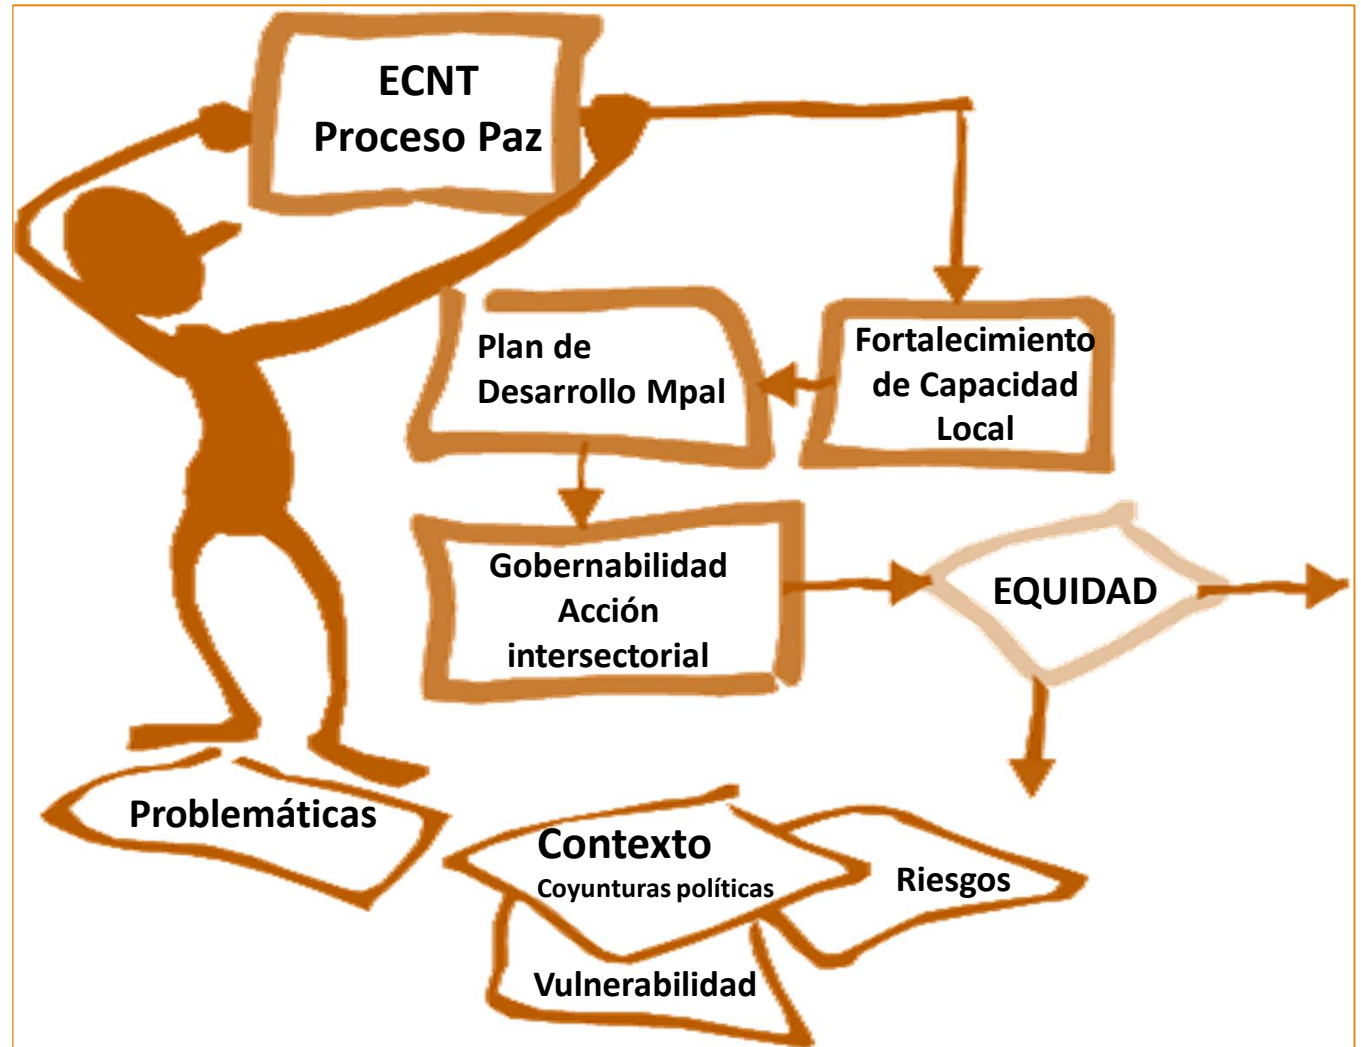 ECNT
Proceso Paz
Fortalecimiento
de Capacidad
Local
Plan de
Desarrollo Mpal
Gobernabilidad
Acción
intersectorial
EQUIDAD
Problemáticas
Contexto
Coyunturas políticas
Riesgos
Vulnerabilidad